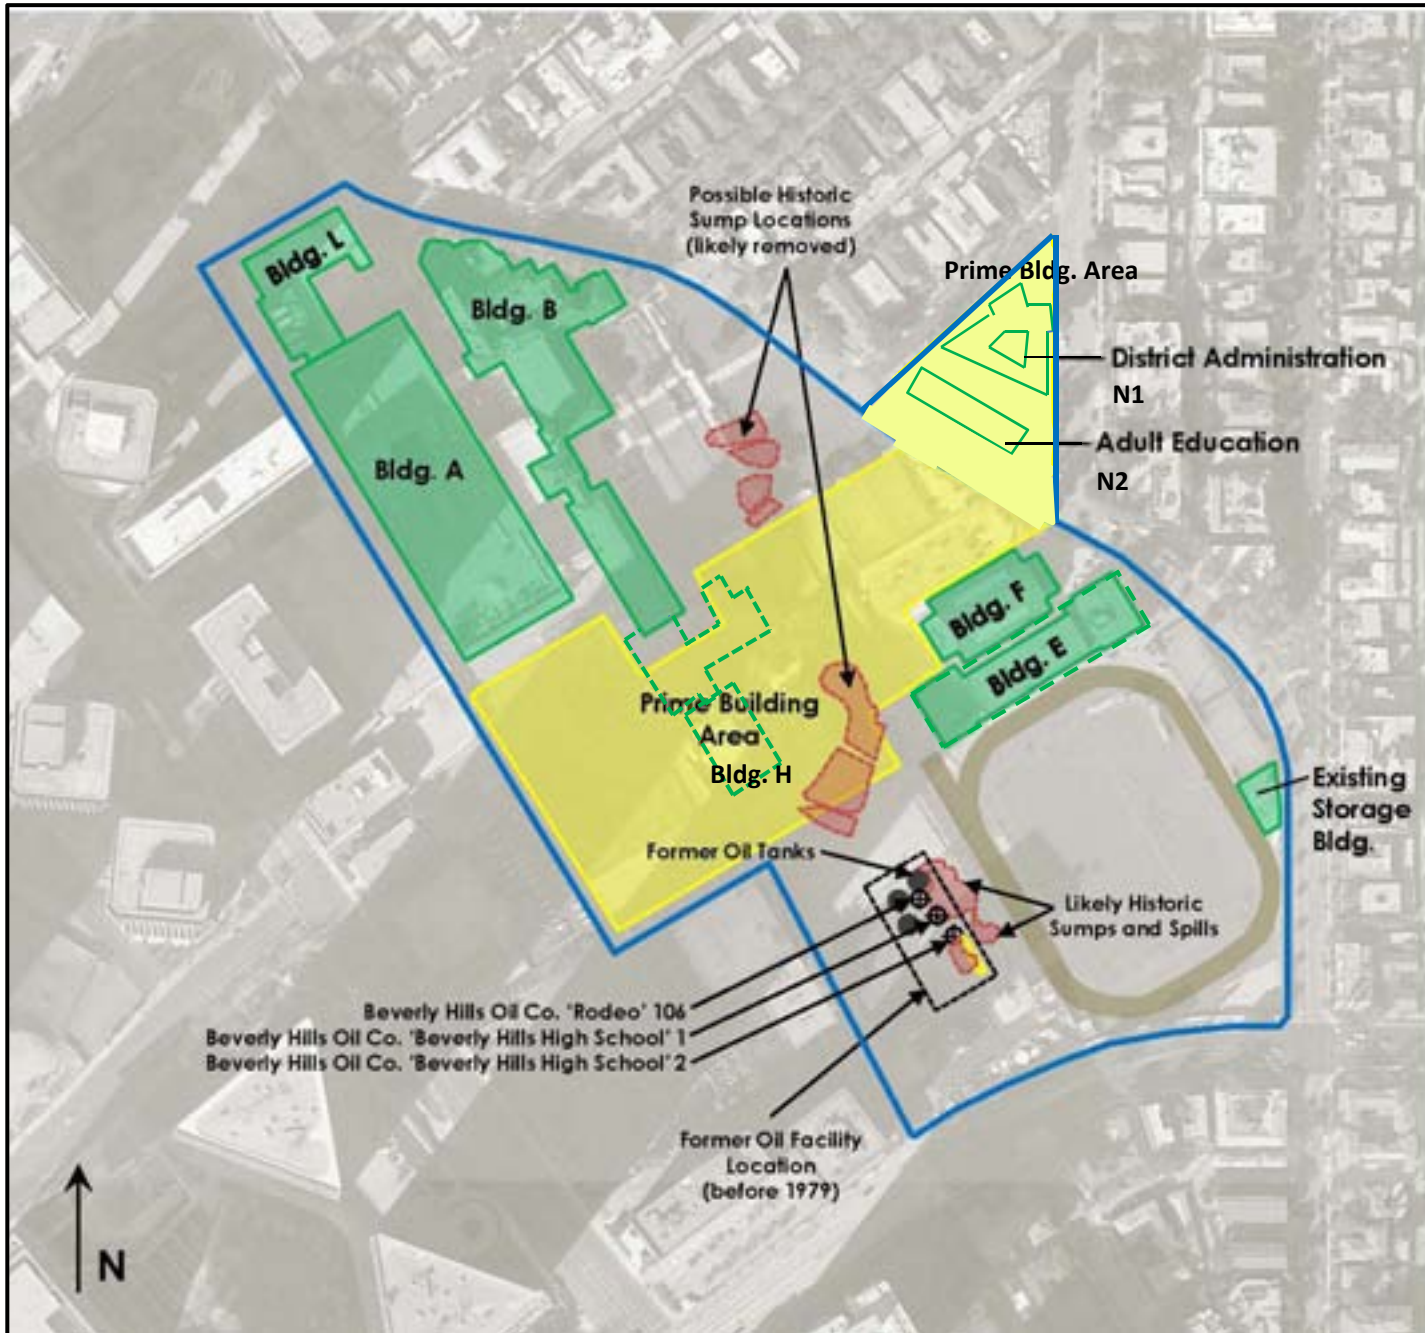 Possible Historic
Sump Locations
(likely removed)
Bldg. L
Bldg. B
Prime Bldg. Area
District Administration
N1
Bldg. A
Adult Education
N2
Bldg. F
Bldg. E
Prime Building
Area
Bldg. H
Existing
Storage
Bldg.
Former Oil Tanks
Likely Historic
Sumps and Spills
Beverly Hills Oil Co. 'Rodeo' 106
Beverly Hills Oil Co. 'Beverly Hills High School' 1
Beverly Hills Oil Co. 'Beverly Hills High School' 2
Former Oil Facility
Location
(before 1979)
N